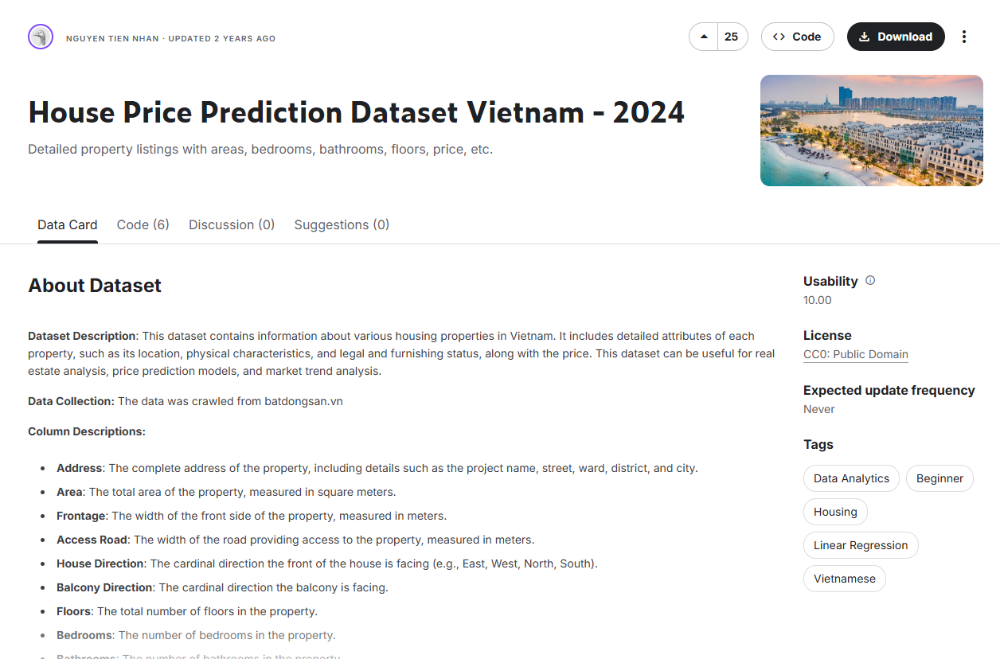 NGUYEN TIEN NHAN · UPDATED 2 YEARS AGO
25
Code
Download
House Price Prediction Dataset Vietnam - 2024
Detailed property listings with areas, bedrooms, bathrooms, floors, price, etc.
Data Card
Code (6)
Discussion (0)
Suggestions (0)
About Dataset
Dataset Description: This dataset contains information about various housing properties in Vietnam. It includes detailed attributes of each
property, such as its location, physical characteristics, and legal and furnishing status, along with the price. This dataset can be useful for real
estate analysis, price prediction models, and market trend analysis.
Data Collection: The data was crawled from batdongsan.vn
Column Descriptions:
Address: The complete address of the property, including details such as the project name, street, ward, district, and city.
Area: The total area of the property, measured in square meters.
Frontage: The width of the front side of the property, measured in meters.
Access Road: The width of the road providing access to the property, measured in meters.
House Direction: The cardinal direction the front of the house is facing (e.g., East, West, North, South).
Balcony Direction: The cardinal direction the balcony is facing.
Floors: The total number of floors in the property.
Bedrooms: The number of bedrooms in the property.
Bathrooms: The number of bathrooms in the property.
Usability
10.00
License
CC0: Public Domain
Expected update frequency
Never
Tags
Data Analytics
Beginner
Housing
Linear Regression
Vietnamese